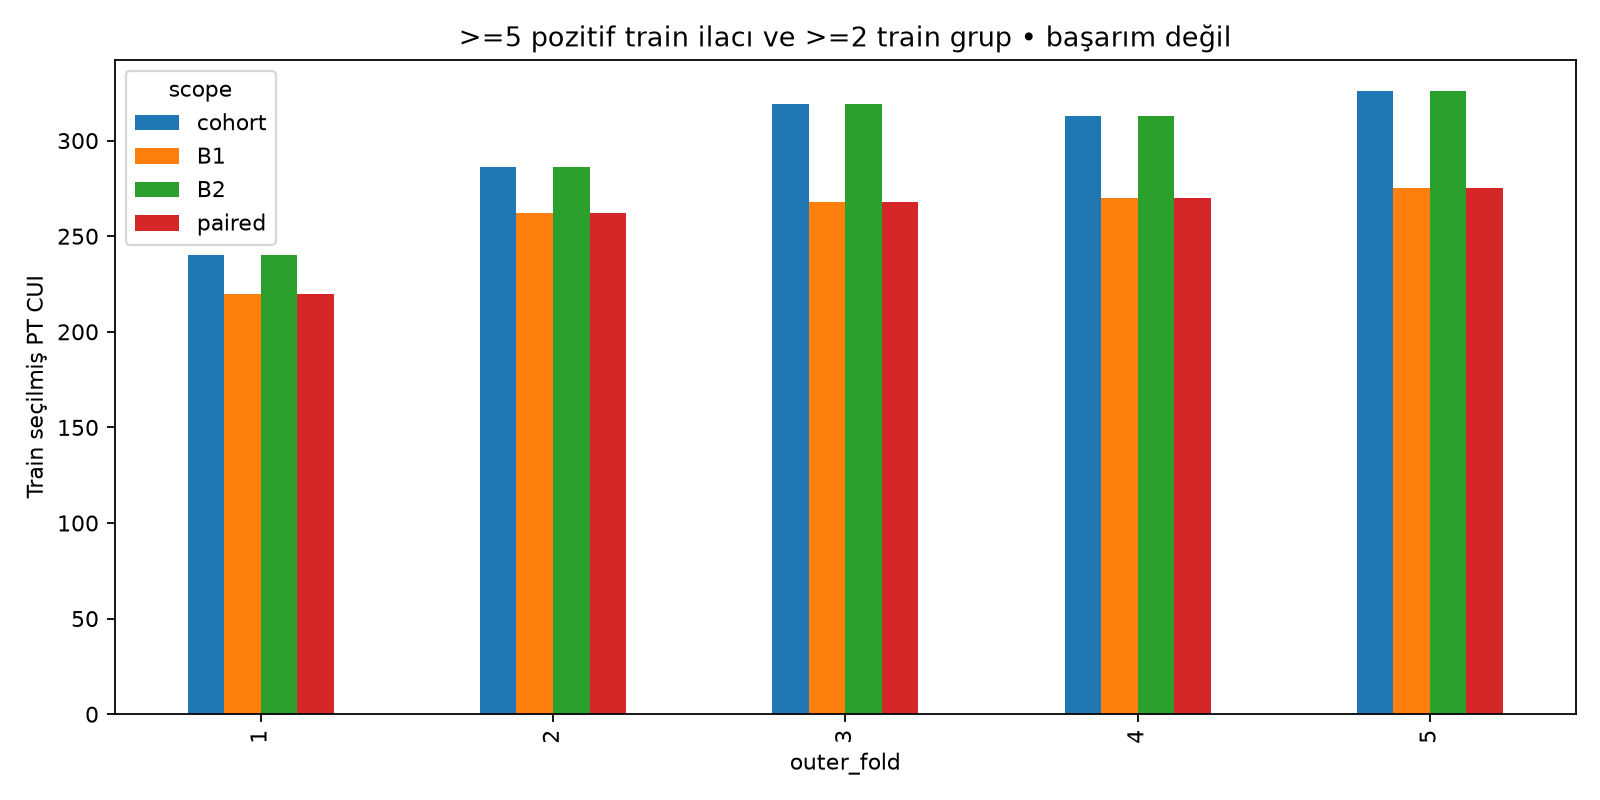 >=5 pozitif train ilacı ve >=2 train grup • başarım değil
scope
cohort
B1
B2
paired
Train seçilmiş PT CUI
300
250
200
150
100
50
0
1
2
3
4
5
outer_fold